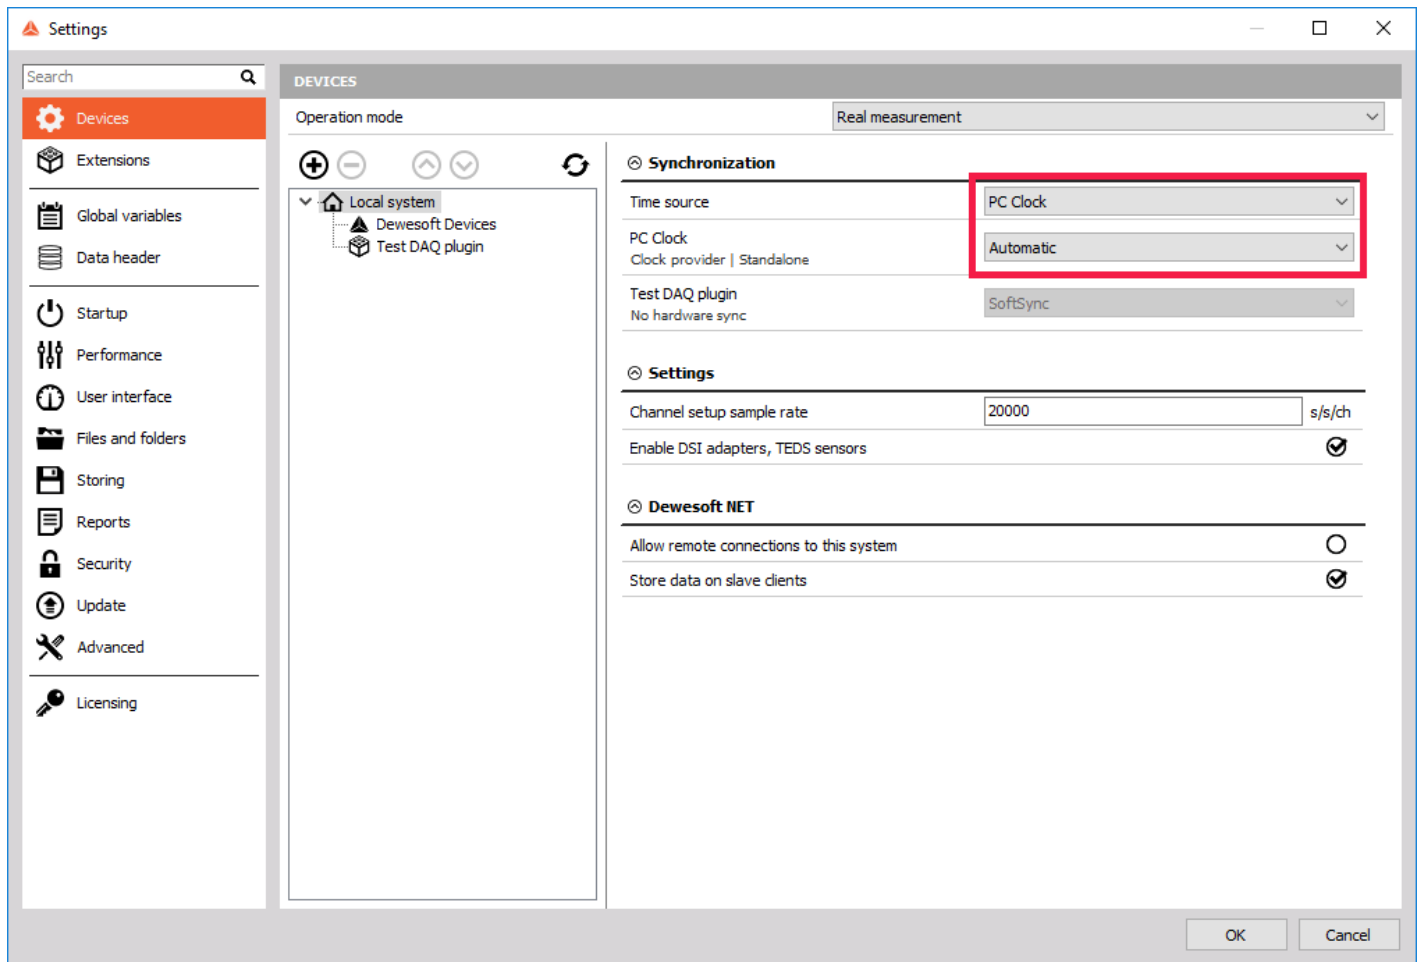 Settings
Search
Devices
Extensions
Global variables
Data header
Startup
Performance
User interface
Files and folders
Storing
Reports
Security
Update
Advanced
Licensing
DEVICES
Operation mode
Real measurement
Local system
Dewesoft Devices
Test DAQ plugin
Synchronization
Time source
PC Clock
PC Clock
Clock provider | Standalone
Automatic
Test DAQ plugin
No hardware sync
SoftSync
Settings
Channel setup sample rate
20000
s/s/ch
Enable DSI adapters, TEDS sensors
Dewesoft NET
Allow remote connections to this system
Store data on slave clients
OK
Cancel